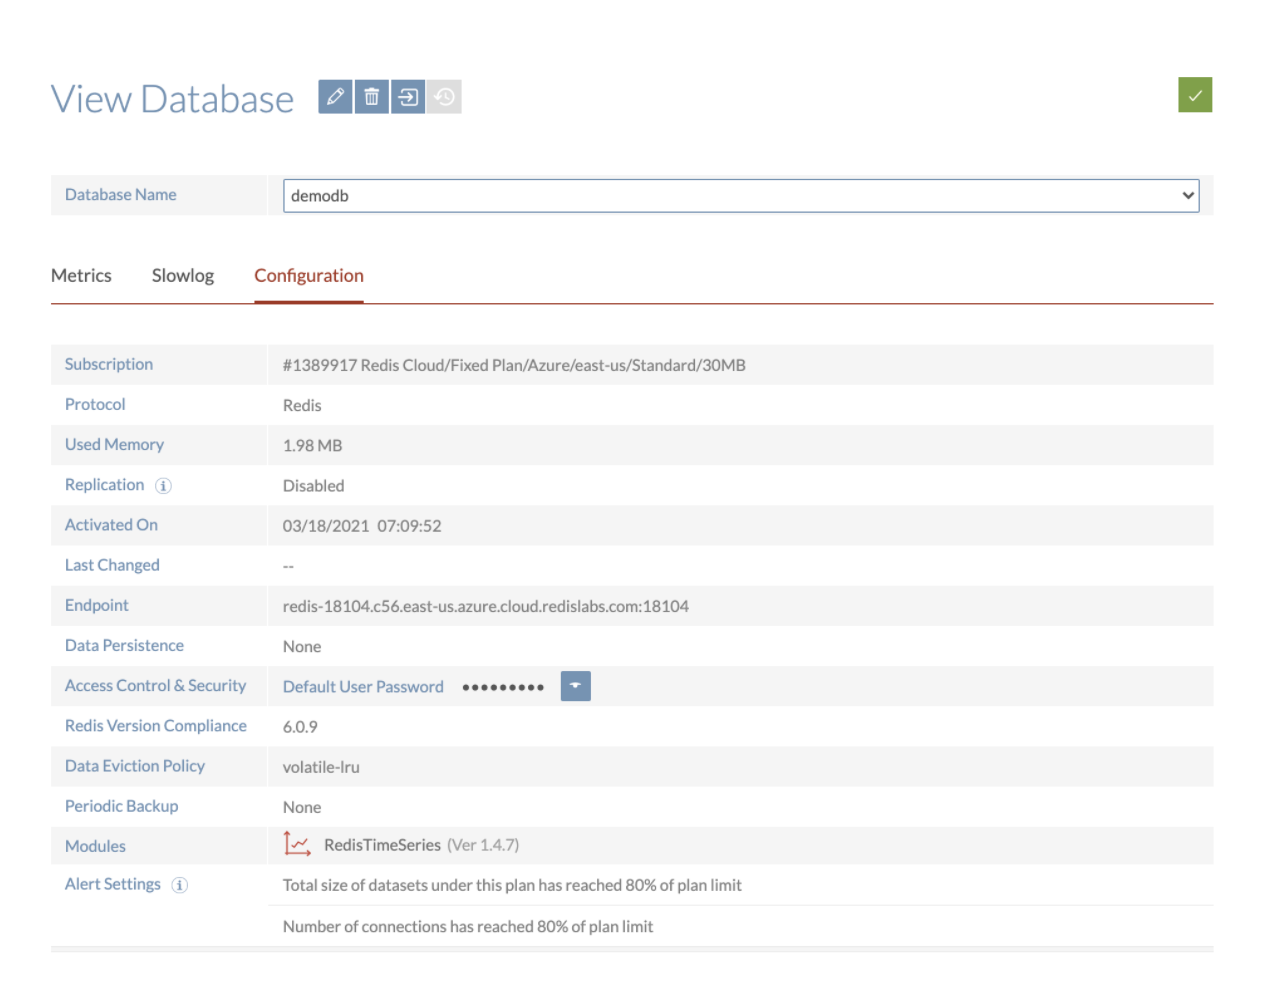 View Database
Database Name demodb
Metrics Slowlog Configuration
Subscription #1389917 Redis Cloud/Fixed Plan/Azure/east-us/Standard/30MB
Protocol Redis
Used Memory 1.98 MB
Replication Disabled
Activated On 03/18/2021 07:09:52
Last Changed --
Endpoint redis-18104.c56.east-us.azure.cloud.redislabs.com:18104
Data Persistence None
Access Control & Security Default User Password •••••••••
Redis Version Compliance 6.0.9
Data Eviction Policy volatile-lru
Periodic Backup None
Modules RedisTimeSeries (Ver 1.4.7)
Alert Settings Total size of datasets under this plan has reached 80% of plan limit
Number of connections has reached 80% of plan limit